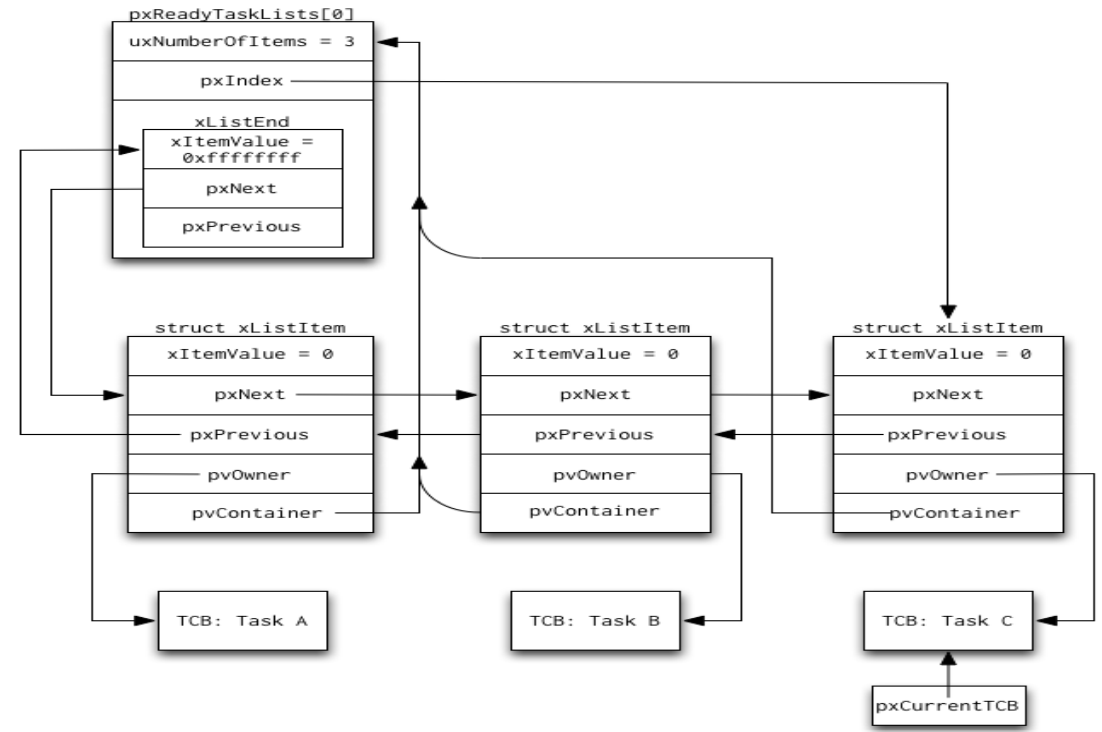 pxReadyTaskLists[0]
uxNumberOfItems = 3
pxIndex
xListEnd
xItemValue =
0xffffffff
pxNext
pxPrevious
struct xListItem
xItemValue = 0
pxNext
pxPrevious
pvOwner
pvContainer
TCB: Task A
struct xListItem
xItemValue = 0
pxNext
pxPrevious
pvOwner
pvContainer
TCB: Task B
struct xListItem
xItemValue = 0
pxNext
pxPrevious
pvOwner
pvContainer
TCB: Task C
pxCurrentTCB